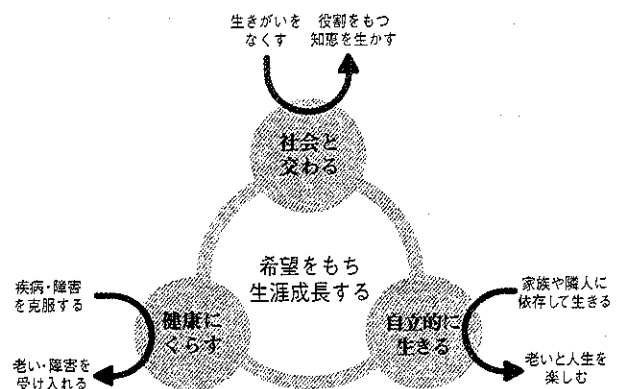 生きがいを
なくす
役割をもつ
知恵を生かす
社会と
交わる
希望をもち
生涯成長する
疾病・障害
を克服する
健康に
くらす
老い・障害を
受け入れる
自立的に
生きる
家族や隣人に
依存して生きる
老いと人生を
楽しむ